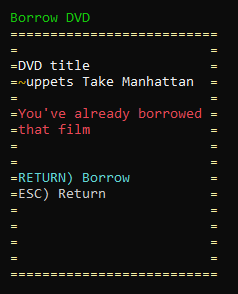 Borrow DVD
==========================
=                        =
=DVD title               =
=~uppets Take Manhattan  =
=                        =
=You've already borrowed =
=that film               =
=                        =
=                        =
=RETURN) Borrow          =
=ESC) Return             =
=                        =
=                        =
=                        =
=                        =
==========================